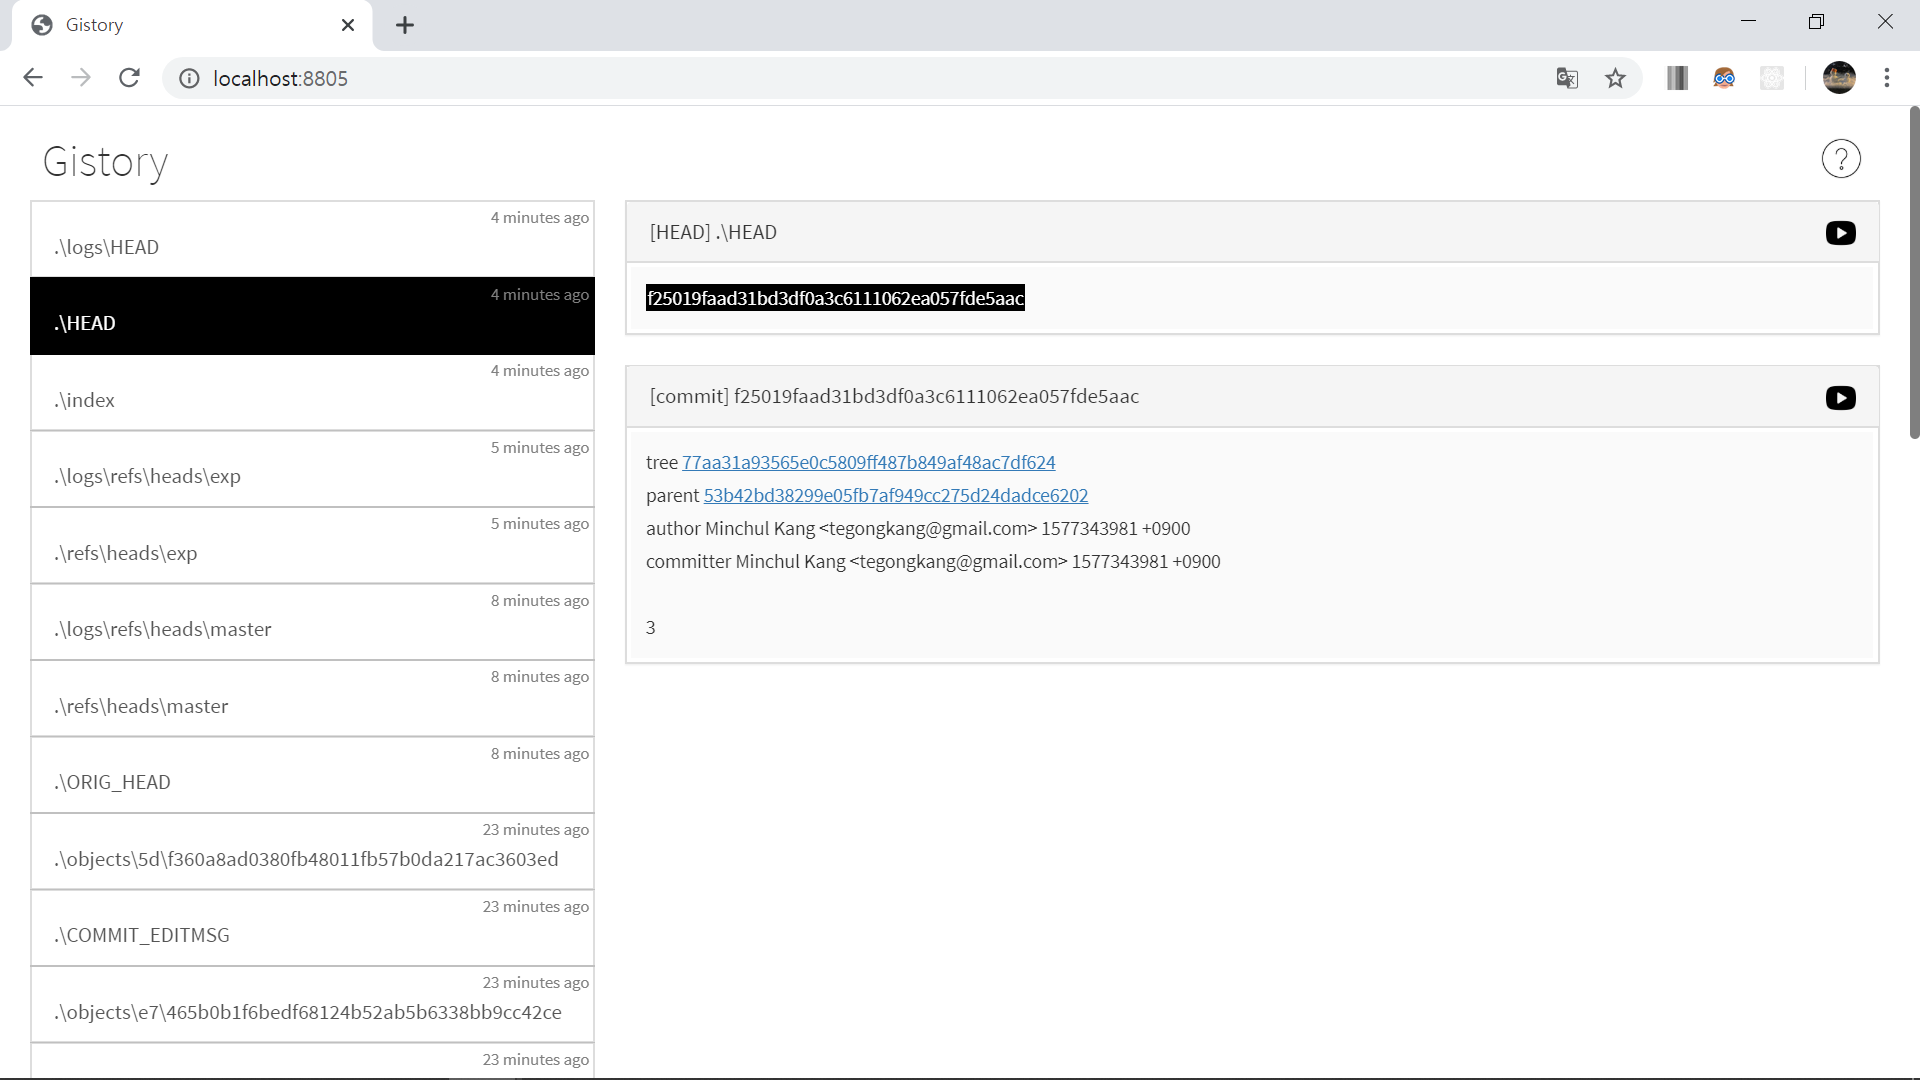 Gistory
localhost:8805
Gistory
?
4 minutes ago
.\logs\HEAD
4 minutes ago
.\HEAD
4 minutes ago
.\index
5 minutes ago
.\logs\refs\heads\exp
5 minutes ago
.\refs\heads\exp
8 minutes ago
.\logs\refs\heads\master
8 minutes ago
.\refs\heads\master
8 minutes ago
.\ORIG_HEAD
23 minutes ago
.\objects\5d\f360a8ad0380fb48011fb57b0da217ac3603ed
23 minutes ago
.\COMMIT_EDITMSG
23 minutes ago
.\objects\e7\465b0b1f6bedf68124b52ab5b6338bb9cc42ce
23 minutes ago
[HEAD] .\HEAD
f25019faad31bd3df0a3c6111062ea057fde5aac
[commit] f25019faad31bd3df0a3c6111062ea057fde5aac
tree 77aa31a93565e0c5809ff487b849af48ac7df624
parent 53b42bd38299e05fb7af949cc275d24dadce6202
author Minchul Kang <tegongkang@gmail.com> 1577343981 +0900
committer Minchul Kang <tegongkang@gmail.com> 1577343981 +0900
3